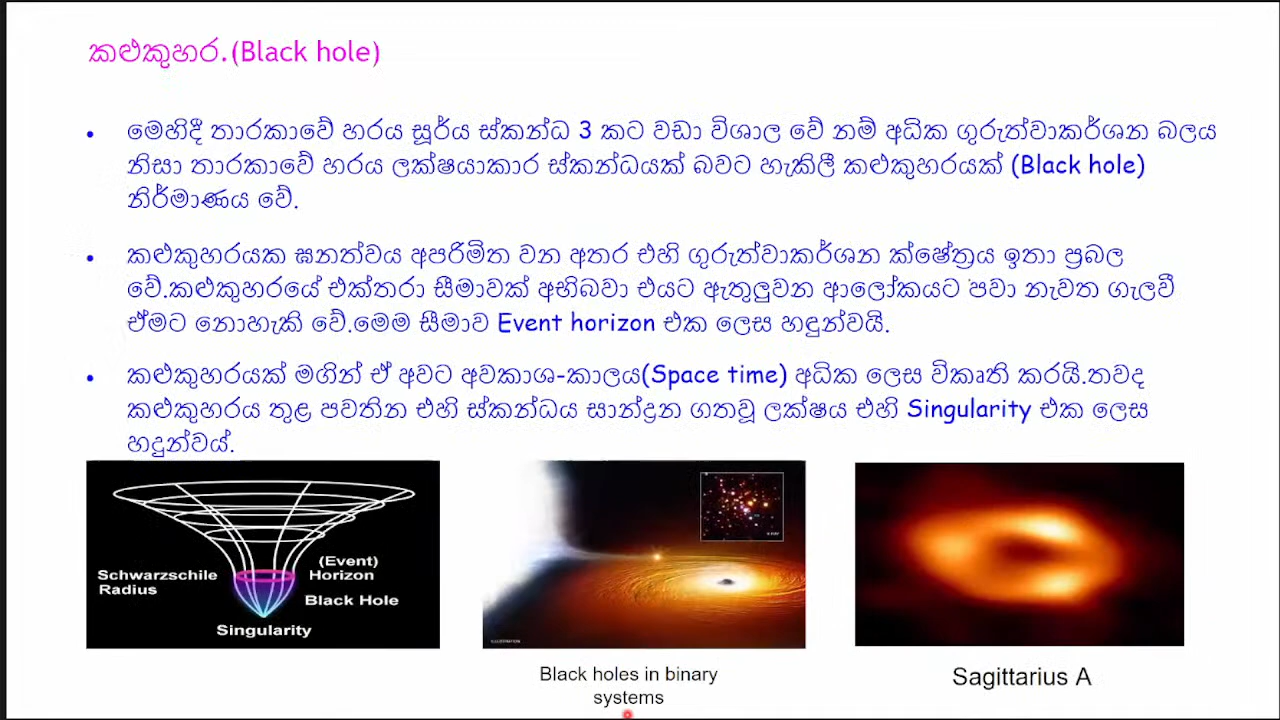 කළුකුහර.(Black hole)
• මෙහිදී තාරකාවේ හරය සූර්ය ස්කන්ධ 3 කට වඩා විශාල වේ නම් අධික ගුරුත්වාකර්ශන බලය
නිසා තාරකාවේ හරය ලක්ෂයාකාර ස්කන්ධයක් බවට හැකිලී කළුකුහරයක් (Black hole)
නිර්මාණය වේ.
• කළුකුහරයක ඝනත්වය අපරිමිත වන අතර එහි ගුරුත්වාකර්ශන ක්ෂේත්‍රය ඉතා ප්‍රබල
වේ.කළුකුහරයේ එක්තරා සීමාවක් අභිබවා එයට ඇතුලුවන ආලෝකයට පවා නැවත ගැලවී
ඒමට නොහැකි වේ.මෙම සීමාව Event horizon එක ලෙස හඳුන්වයි.
• කළුකුහරයක් මගින් ඒ අවට අවකාශ-කාලය(Space time) අධික ලෙස විකෘති කරයි.තවද
කළුකුහරය තුළ පවතින එහි ස්කන්ධය සාන්ද්‍රන ගතවූ ලක්ෂය එහි Singularity එක ලෙස
හදුන්වය්.
Schwarzschile
Radius
(Event)
Horizon
Black Hole
Singularity
ILLUSTRATION
Black holes in binary
systems
Sagittarius A